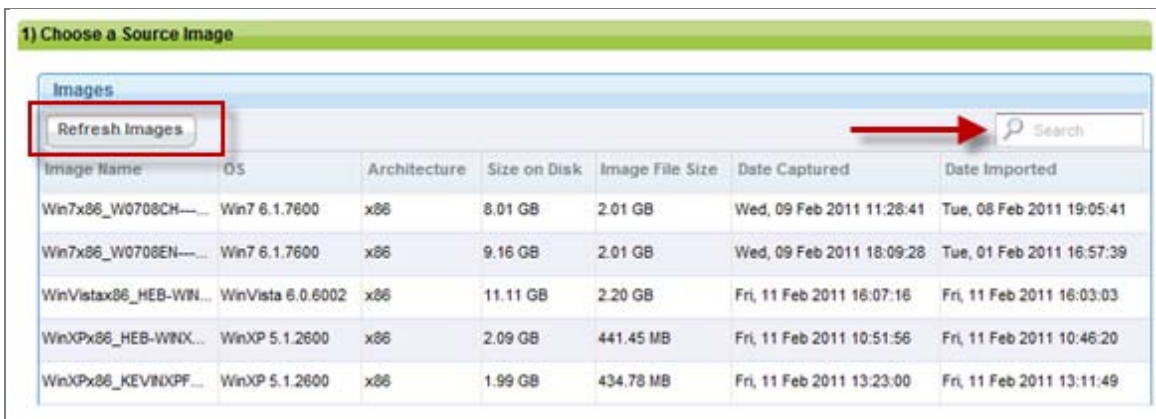 1) Choose a Source Image
Images
Refresh Images
Search
Image Name OS Architecture Size on Disk Image File Size Date Captured Date Imported
Win7x86_W0708CH----... Win7 6.1.7600 x86 8.01 GB 2.01 GB Wed, 09 Feb 2011 11:28:41 Tue, 08 Feb 2011 19:05:41
Win7x86_W0708EN----... Win7 6.1.7600 x86 9.16 GB 2.01 GB Wed, 09 Feb 2011 18:09:28 Tue, 01 Feb 2011 16:57:39
WinVistax86_HEB-WIN... WinVista 6.0.6002 x86 11.11 GB 2.20 GB Fri, 11 Feb 2011 16:07:16 Fri, 11 Feb 2011 16:03:03
WinXPx86_HEB-WINX... WinXP 5.1.2600 x86 2.09 GB 441.45 MB Fri, 11 Feb 2011 10:51:56 Fri, 11 Feb 2011 10:46:20
WinXPx86_KEVINXPF... WinXP 5.1.2600 x86 1.99 GB 434.78 MB Fri, 11 Feb 2011 13:23:00 Fri, 11 Feb 2011 13:11:49